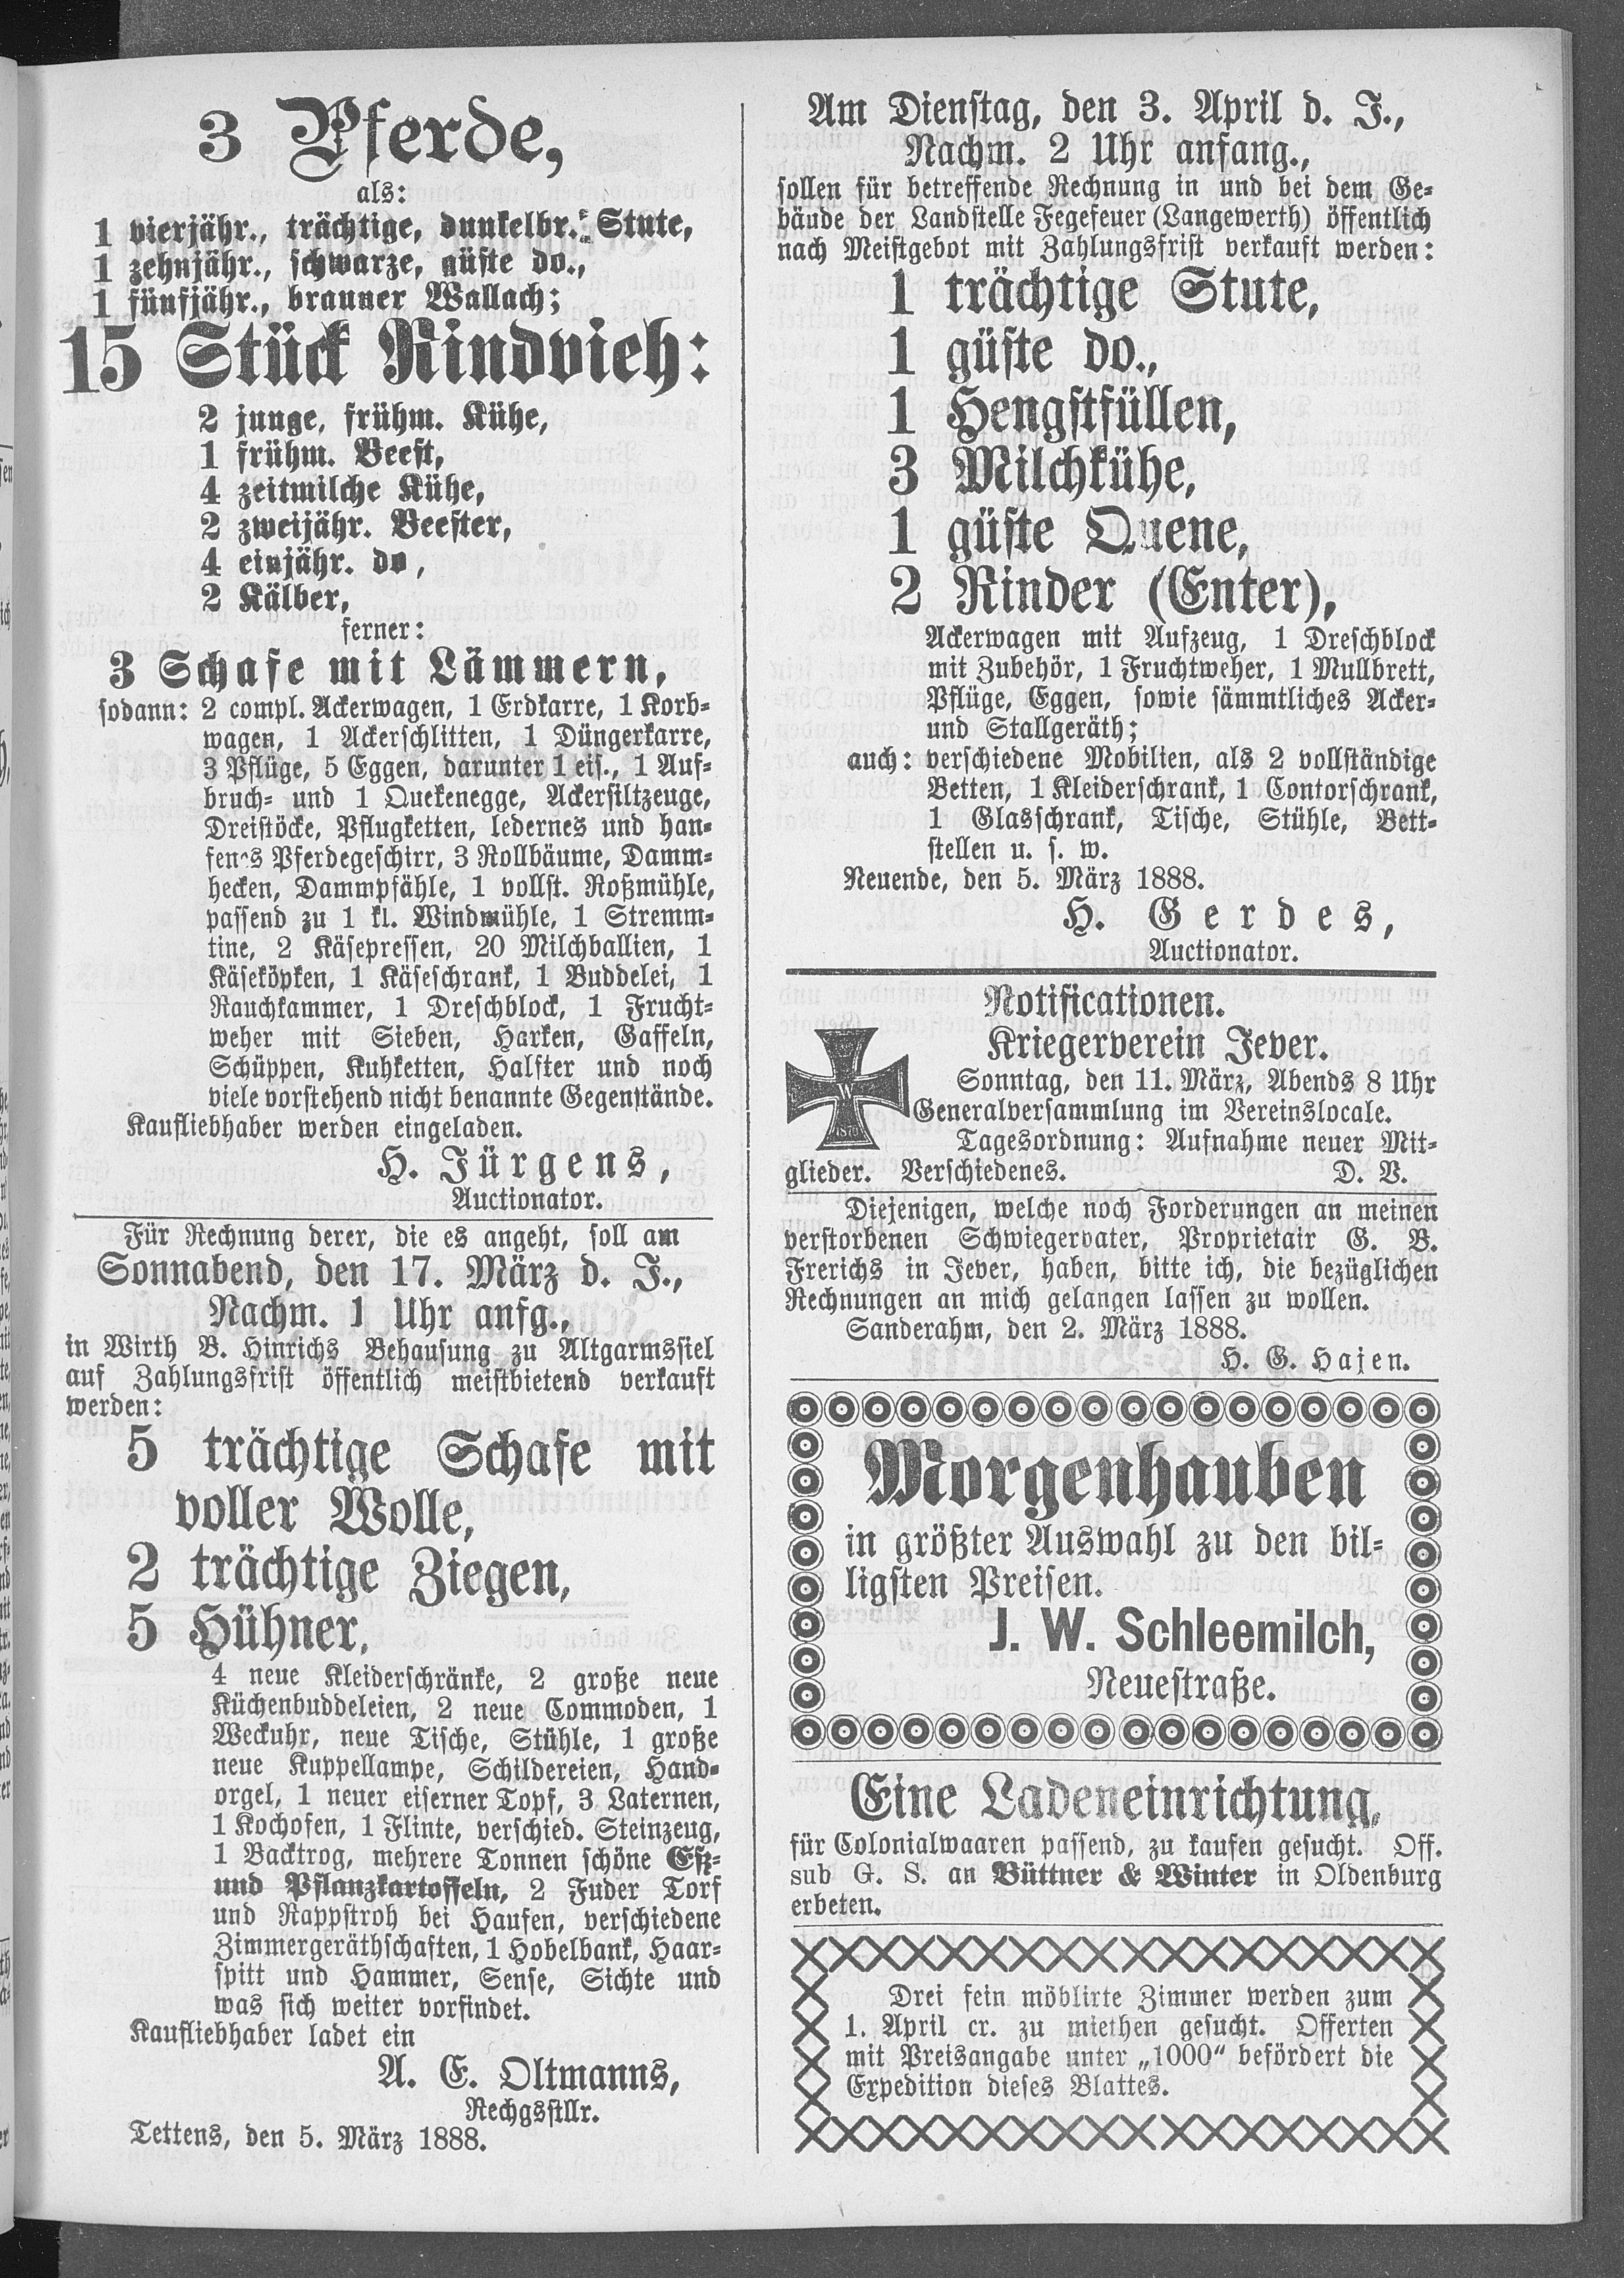 3 Pferde,
als:
1 vierjähr., trächtige, dunkelbr. Stute,
1 zehnjähr., schwarze, güste do.,
1 fünfjähr., brauner Wallach;
15 Stück Rindvieh:
2 junge, frühm. Kühe,
1 frühm. Beest,
4 zeitmilche Kühe,
2 zweijähr. Beester,
4 einjähr. do,
2 Kälber,
ferner:
3 Schafe mit Lämmern,
sodann: 2 compl. Ackerwagen, 1 Erdkarre, 1 Korb-
wagen, 1 Ackerschlitten, 1 Düngerkarre,
3 Pflüge, 5 Eggen, darunter 1 eis., 1 Auf-
bruch- und 1 Quekenegge, Ackersiltzeuge,
Dreistöcke, Pflugketten, ledernes und han-
fenes Pferdegeschirr, 3 Rollbäume, Damm-
hecken, Dammpfähle, 1 vollst. Roßmühle,
passend zu 1 kl. Windmühle, 1 Stremm-
tine, 2 Käsepressen, 20 Milchballien, 1
Käseköpken, 1 Käseschrank, 1 Buddelei, 1
Rauchkammer, 1 Dreschblock, 1 Frucht-
weher mit Sieben, Harken, Gaffeln,
Schüppen, Kuhketten, Halfter und noch
viele vorstehend nicht benannte Gegenstände.
Kaufliebhaber werden eingeladen.
H. Jürgens,
Auctionator.
Für Rechnung derer, die es angeht, soll am
Sonnabend, den 17. März d. J.,
Nachm. 1 Uhr anfg.,
in Wirth B. Hinrichs Behausung zu Altgarmssiel
auf Zahlungsfrist öffentlich meistbietend verkauft
werden:
5 trächtige Schafe mit
voller Wolle,
2 trächtige Ziegen,
5 Hühner,
4 neue Kleiderschränke, 2 große neue
Küchenbuddeleien, 2 neue Commoden, 1
Weckuhr, neue Tische, Stühle, 1 große
neue Kuppellampe, Schildereien, Hand-
orgel, 1 neuer eiserner Topf, 3 Laternen,
1 Kochofen, 1 Flinte, verschied. Steinzeug,
1 Backtrog, mehrere Tonnen schöne Eß-
und Pflanzkartoffeln, 2 Fuder Torf
und Rappstroh bei Haufen, verschiedene
Zimmergeräthschaften, 1 Hobelbank, Haar-
spitt und Hammer, Sense, Sichte und
was sich weiter vorfindet.
Kaufliebhaber ladet ein
A. E. Oltmanns,
Rechgsstllr.
Tettens, den 5. März 1888.
Am Dienstag, den 3. April d. J.,
Nachm. 2 Uhr anfang.,
sollen für betreffende Rechnung in und bei dem Ge-
bäude der Landstelle Fegefeuer (Langewerth) öffentlich
nach Meistgebot mit Zahlungsfrist verkauft werden:
1 trächtige Stute,
1 güste do.,
1 Hengstfüllen,
3 Milchkühe,
1 güste Quene,
2 Rinder (Enter),
Ackerwagen mit Aufzeug, 1 Dreschblock
mit Zubehör, 1 Fruchtweher, 1 Mullbrett,
Pflüge, Eggen, sowie sämmtliches Acker-
und Stallgeräth;
auch: verschiedene Mobilien, als 2 vollständige
Betten, 1 Kleiderschrank, 1 Contorschrank,
1 Glasschrank, Tische, Stühle, Bett-
stellen u. s. w.
Neuende, den 5. März 1888.
H. Gerdes,
Auctionator.
Notificationen.
Kriegerverein Jever.
W
1870
Sonntag, den 11. März, Abends 8 Uhr
Generalversammlung im Vereinslocale.
Tagesordnung: Aufnahme neuer Mit-
glieder. Verschiedenes. D. V.
Diejenigen, welche noch Forderungen an meinen
verstorbenen Schwiegervater, Proprietair G. B.
Frerichs in Jever, haben, bitte ich, die bezüglichen
Rechnungen an mich gelangen lassen zu wollen.
Sanderahm, den 2. März 1888.
H. G. Hajen.
Morgenhauben
in größter Auswahl zu den bil-
ligsten Preisen.
J. W. Schleemilch,
Neuestraße.
Eine Ladeneinrichtung,
für Colonialwaaren passend, zu kaufen gesucht. Off.
sub G. S. an Büttner & Winter in Oldenburg
erbeten.
Drei fein möblirte Zimmer werden zum
1. April cr. zu miethen gesucht. Offerten
mit Preisangabe unter „1000“ befördert die
Expedition dieses Blattes.